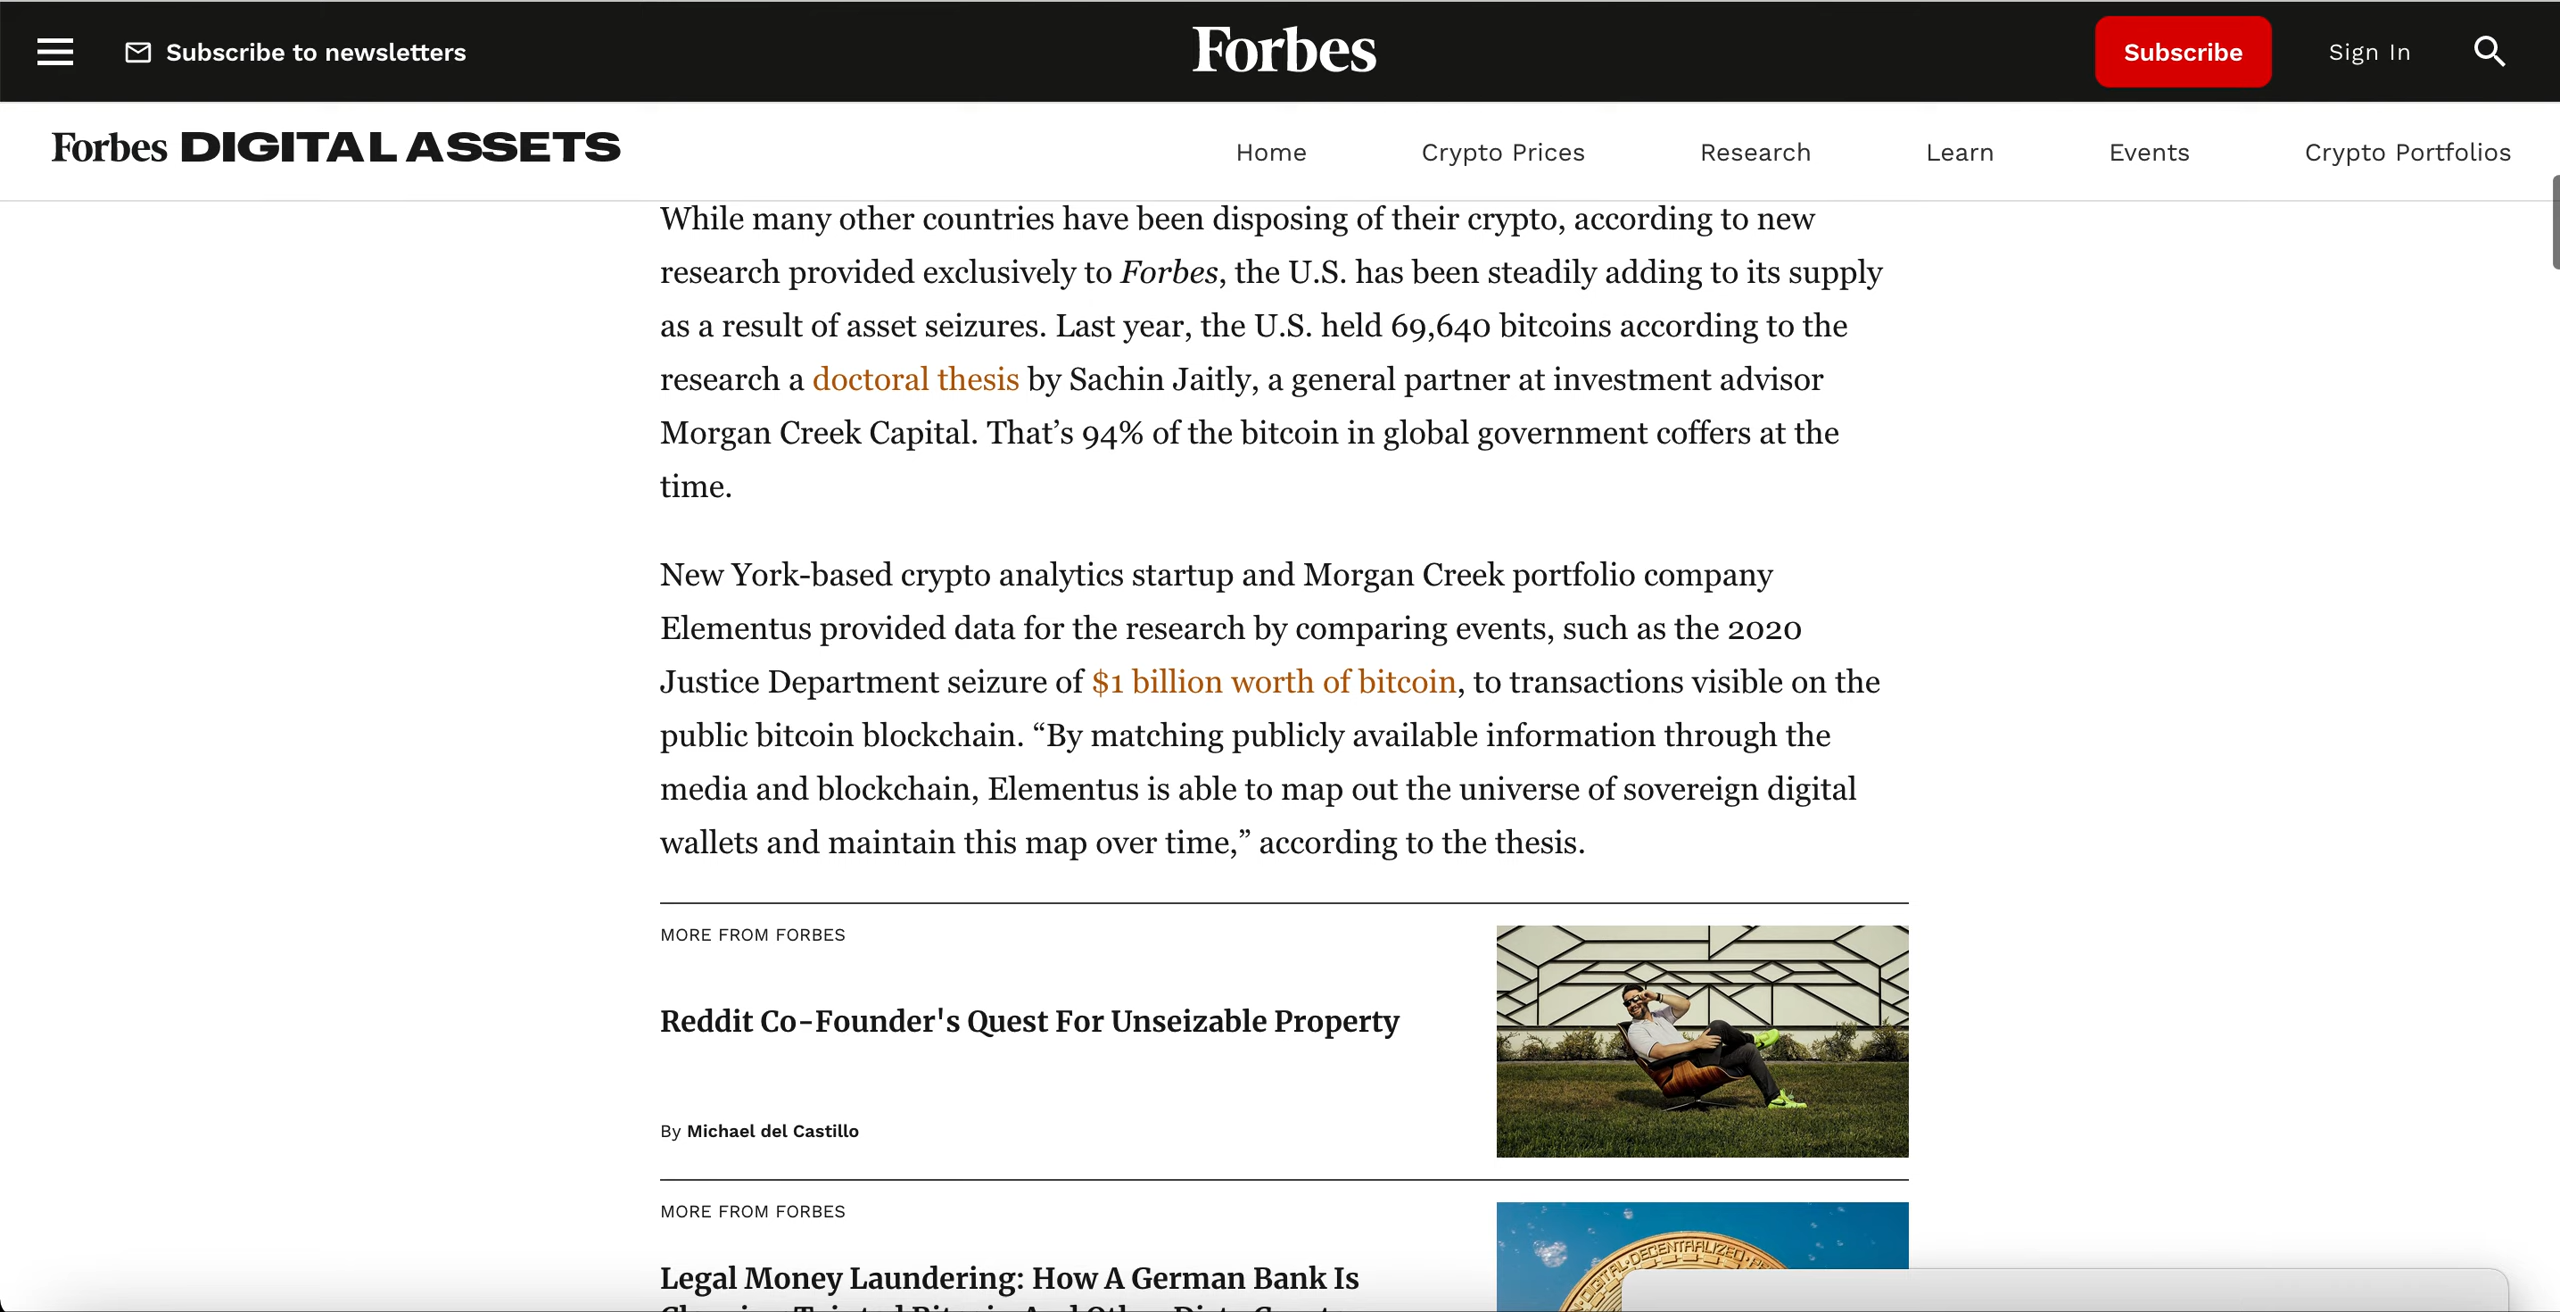 Subscribe to newsletters
Forbes
Subscribe
Sign In
Forbes DIGITAL ASSETS
Home
Crypto Prices
Research
Learn
Events
Crypto Portfolios
While many other countries have been disposing of their crypto, according to new
research provided exclusively to Forbes, the U.S. has been steadily adding to its supply
as a result of asset seizures. Last year, the U.S. held 69,640 bitcoins according to the
research a doctoral thesis by Sachin Jaitly, a general partner at investment advisor
Morgan Creek Capital. That’s 94% of the bitcoin in global government coffers at the
time.
New York-based crypto analytics startup and Morgan Creek portfolio company
Elementus provided data for the research by comparing events, such as the 2020
Justice Department seizure of $1 billion worth of bitcoin, to transactions visible on the
public bitcoin blockchain. “By matching publicly available information through the
media and blockchain, Elementus is able to map out the universe of sovereign digital
wallets and maintain this map over time,” according to the thesis.
MORE FROM FORBES
Reddit Co-Founder's Quest For Unseizable Property
By Michael del Castillo
MORE FROM FORBES
Legal Money Laundering: How A German Bank Is
DIGITAL • DECENTRALIZED